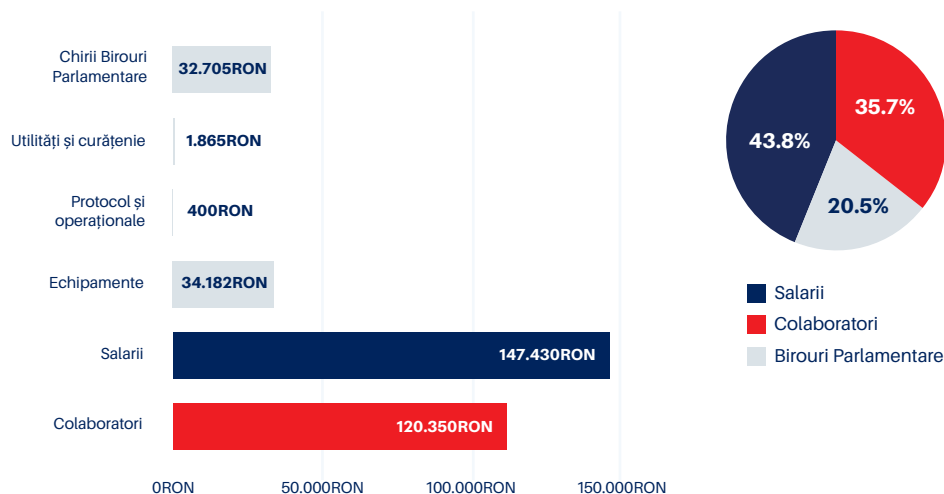 Chirii Birouri
Parlamentare
32.705RON
Utilități și curățenie
1.865RON
Protocol și
operaționale
400RON
Echipamente
34.182RON
Salarii
147.430RON
Colaboratori
120.350RON
0RON
50.000RON
100.000RON
150.000RON
43.8%
35.7%
20.5%
Salarii
Colaboratori
Birouri Parlamentare